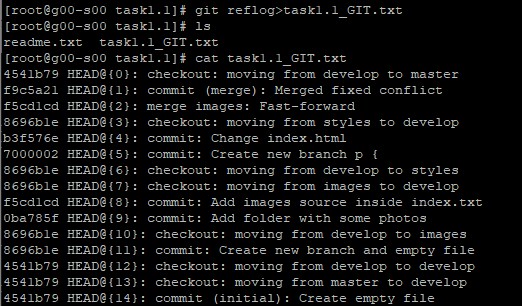 [root@g00-s00 task1.1]# git reflog>task1.1_GIT.txt
[root@g00-s00 task1.1]# ls
readme.txt  task1.1_GIT.txt
[root@g00-s00 task1.1]# cat task1.1_GIT.txt
4541b79 HEAD@{0}: checkout: moving from develop to master
f9c5a21 HEAD@{1}: commit (merge): Merged fixed conflict
f5cd1cd HEAD@{2}: merge images: Fast-forward
8696b1e HEAD@{3}: checkout: moving from styles to develop
b3f576e HEAD@{4}: commit: Change index.html
7000002 HEAD@{5}: commit: Create new branch p {
8696b1e HEAD@{6}: checkout: moving from develop to styles
8696b1e HEAD@{7}: checkout: moving from images to develop
f5cd1cd HEAD@{8}: commit: Add images source inside index.txt
0ba785f HEAD@{9}: commit: Add folder with some photos
8696b1e HEAD@{10}: checkout: moving from develop to images
8696b1e HEAD@{11}: commit: Create new branch and empty file
4541b79 HEAD@{12}: checkout: moving from develop to develop
4541b79 HEAD@{13}: checkout: moving from master to develop
4541b79 HEAD@{14}: commit (initial): Create empty file